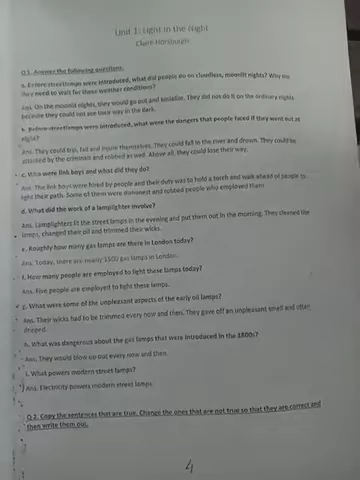 Unit 1: Light in the Night
Claire Horsbugh
Q.1. Answer the following questions.
a. Before streetlamps were introduced, what did people do on cloudless, moonlit nights? Why did
they need to wait for these weather conditions?
Ans. On the moonlit nights, they would go out and socialise. They did not do it on the ordinary nights
because they could not see their way in the dark.
b. Before streetlamps were introduced, what were the dangers that people faced if they went out at
night?
Ans. They could trip, fall and injure themselves. They could fall in the river and drown. They could be
attacked by the criminals and robbed as well. Above all, they could lose their way.
c. Who were link boys and what did they do?
Ans. The link boys were hired by people and their duty was to hold a torch and walk ahead of people to
light their path. Some of them were dishonest and robbed people who employed them.
d. What did the work of a lamplighter involve?
Ans. Lamplighters lit the street lamps in the evening and put them out in the morning. They cleaned the
lamps, changed their oil and trimmed their wicks.
e. Roughly how many gas lamps are there in London today?
Ans. Today, there are nearly 1500 gas lamps in London.
f. How many people are employed to light these lamps today?
Ans. Five people are employed to light these lamps.
g. What were some of the unpleasant aspects of the early oil lamps?
Ans. Their wicks had to be trimmed every now and then. They gave off an unpleasant smell and often
dripped.
h. What was dangerous about the gas lamps that were introduced in the 1800s?
Ans. They would blow up out every now and then.
i. What powers modern street lamps?
Ans. Electricity powers modern street lamps.
Q.2. Copy the sentences that are true. Change the ones that are not true so that they are correct and
then write them out.
4